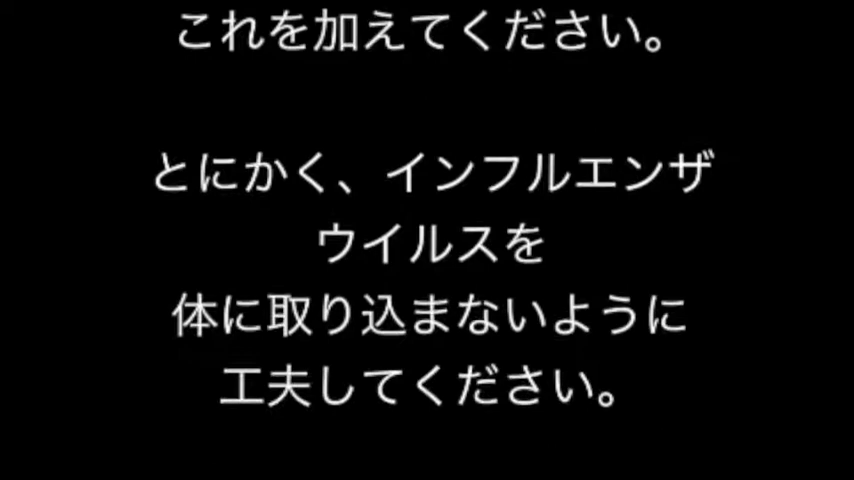 これを加えてください。
とにかく、インフルエンザ
ウイルスを
体に取り込まないように
工夫してください。